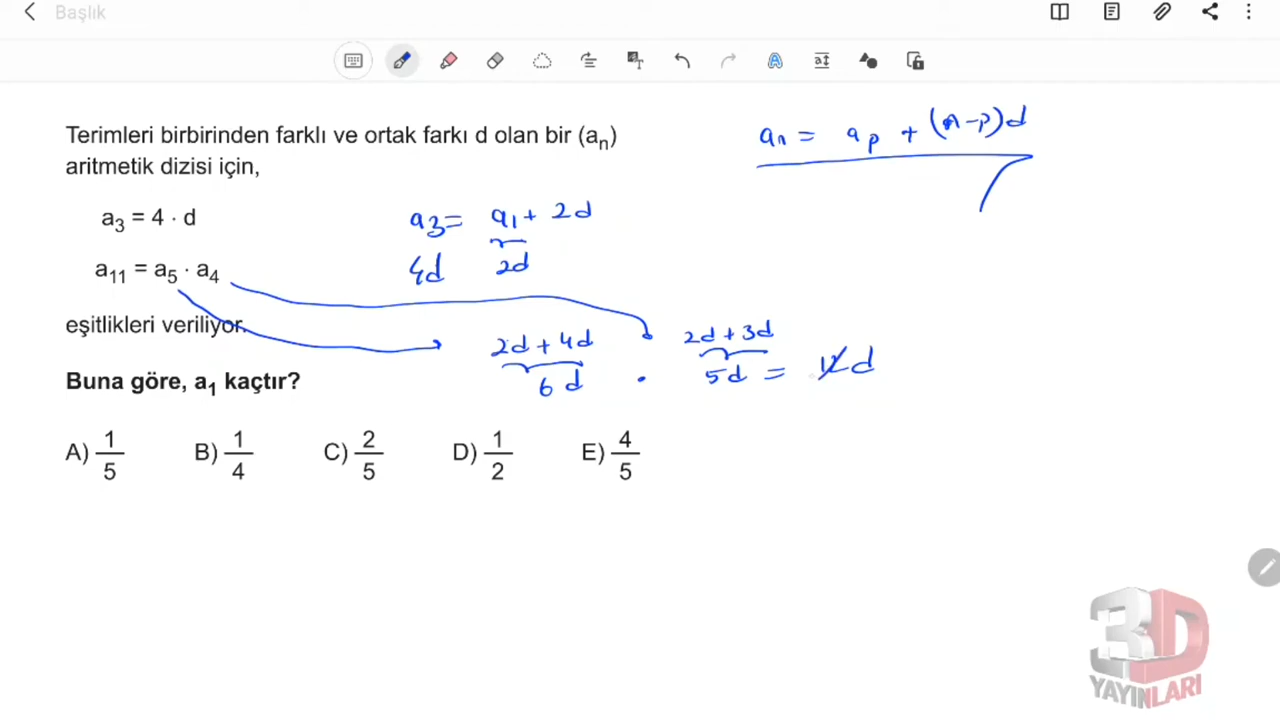 Başlık
Terimleri birbirinden farklı ve ortak farkı d olan bir (aₙ)
aritmetik dizisi için,
aₙ = aₚ + (n-p)d
a₃ = 4 · d
a₃ = a₁ + 2d
4d 2d
a₁₁ = a₅ · a₄
eşitlikleri veriliyor.
2d + 4d 2d + 3d
6d · 5d = 12d
Buna göre, a₁ kaçtır?
A) 1/5 B) 1/4 C) 2/5 D) 1/2 E) 4/5
3D
YAYINLARI